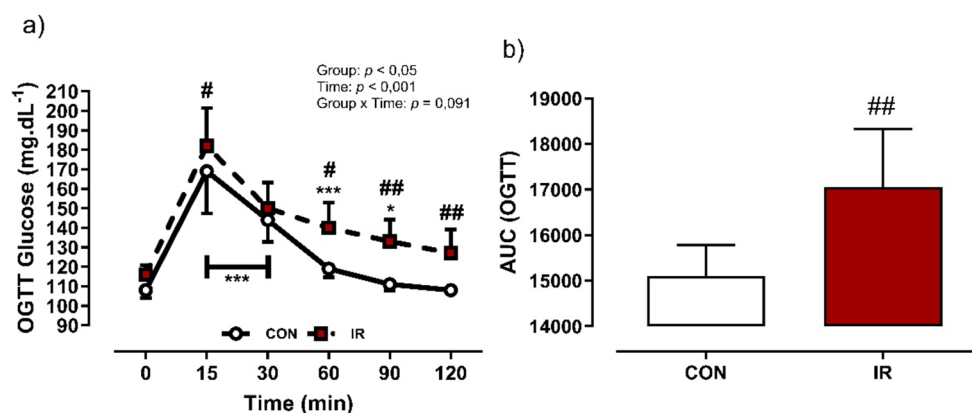 a)
Group: p < 0,05
Time: p < 0,001
Group x Time: p = 0,091
OGTT Glucose (mg.dL⁻¹)
210
200
190
180
170
160
150
140
130
120
110
100
90
#
#
***
##
*
##
***
CON
IR
0 15 30 60 90 120
Time (min)
b)
AUC (OGTT)
19000
18000
17000
16000
15000
14000
##
CON IR